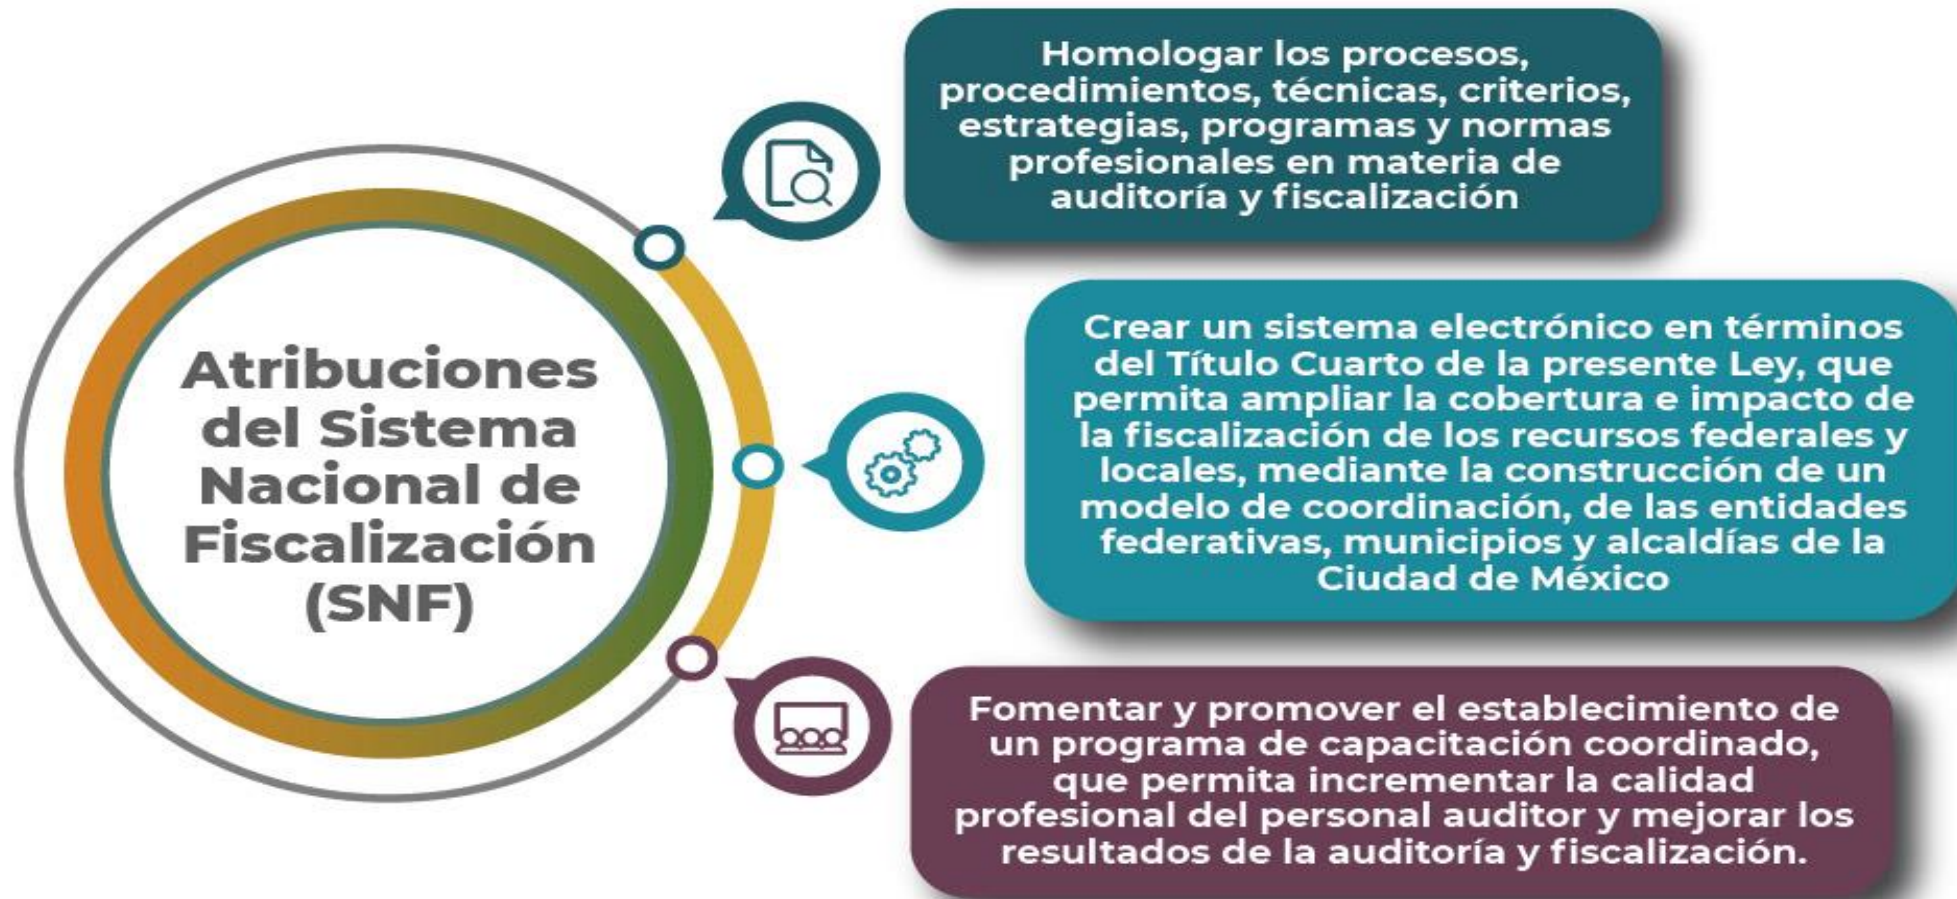 Atribuciones
del Sistema
Nacional de
Fiscalización
(SNF)
Homologar los procesos,
procedimientos, técnicas, criterios,
estrategias, programas y normas
profesionales en materia de
auditoría y fiscalización
Crear un sistema electrónico en términos
del Título Cuarto de la presente Ley, que
permita ampliar la cobertura e impacto de
la fiscalización de los recursos federales y
locales, mediante la construcción de un
modelo de coordinación, de las entidades
federativas, municipios y alcaldías de la
Ciudad de México
Fomentar y promover el establecimiento de
un programa de capacitación coordinado,
que permita incrementar la calidad
profesional del personal auditor y mejorar los
resultados de la auditoría y fiscalización.